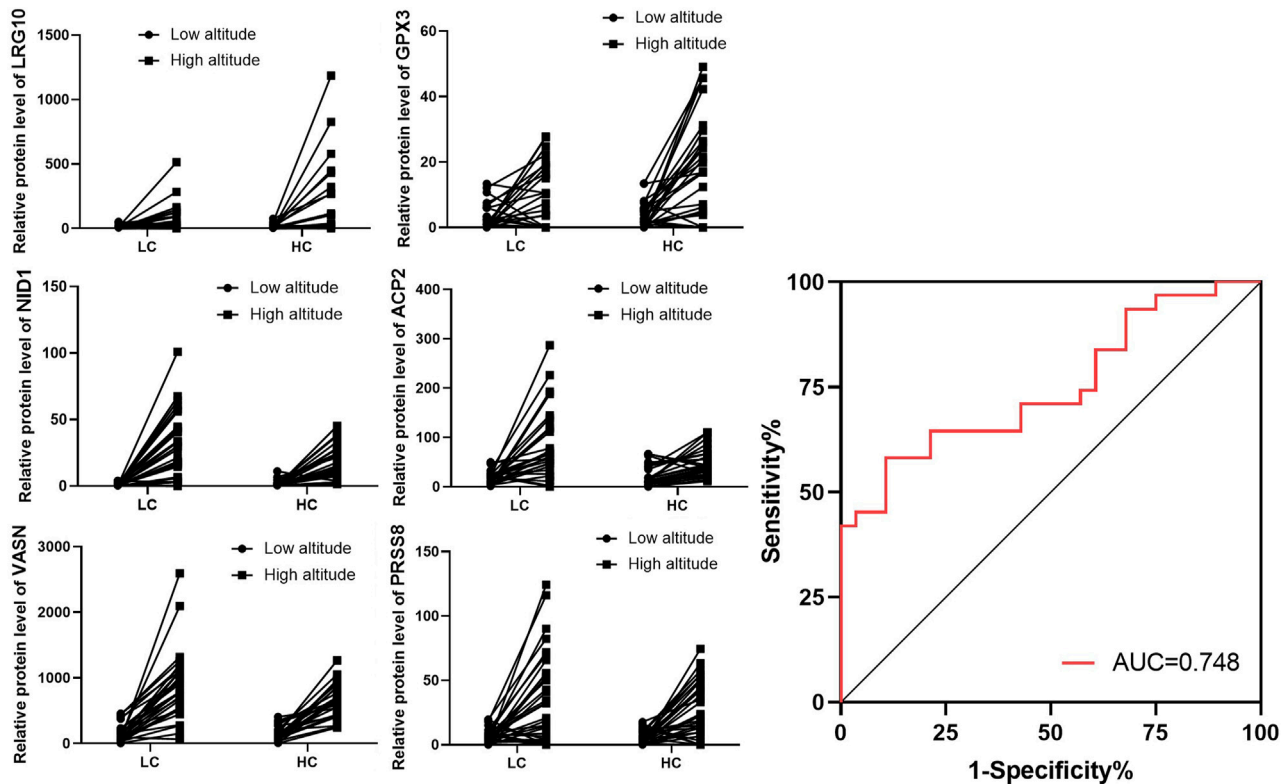 Relative protein level of LRG10
1500
1000
500
0
Low altitude
High altitude
LC
HC
Relative protein level of GPX3
60
40
20
0
Low altitude
High altitude
LC
HC
Relative protein level of NID1
150
100
50
0
Low altitude
High altitude
LC
HC
Relative protein level of ACP2
400
300
200
100
0
Low altitude
High altitude
LC
HC
Relative protein level of VASN
3000
2000
1000
0
Low altitude
High altitude
LC
HC
Relative protein level of PRSS8
150
100
50
0
Low altitude
High altitude
LC
HC
Sensitivity%
100
75
50
25
0
AUC=0.748
0
25
50
75
100
1-Specificity%